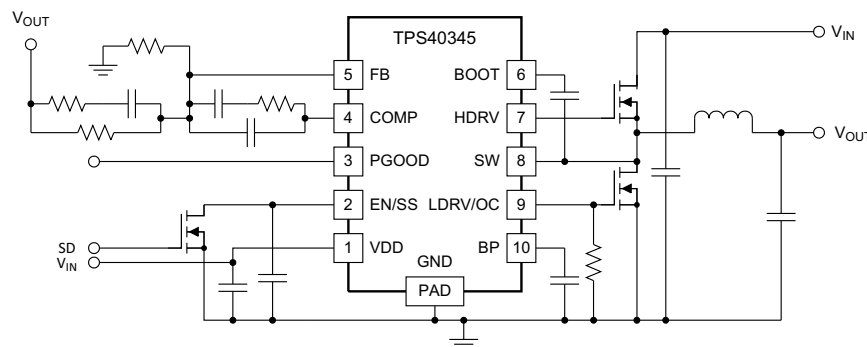 VOUT
TPS40345
VIN
5 FB
BOOT 6
4 COMP
HDRV 7
3 PGOOD
SW 8
VOUT
2 EN/SS
LDRV/OC 9
SD
VIN
1 VDD
GND
BP 10
PAD